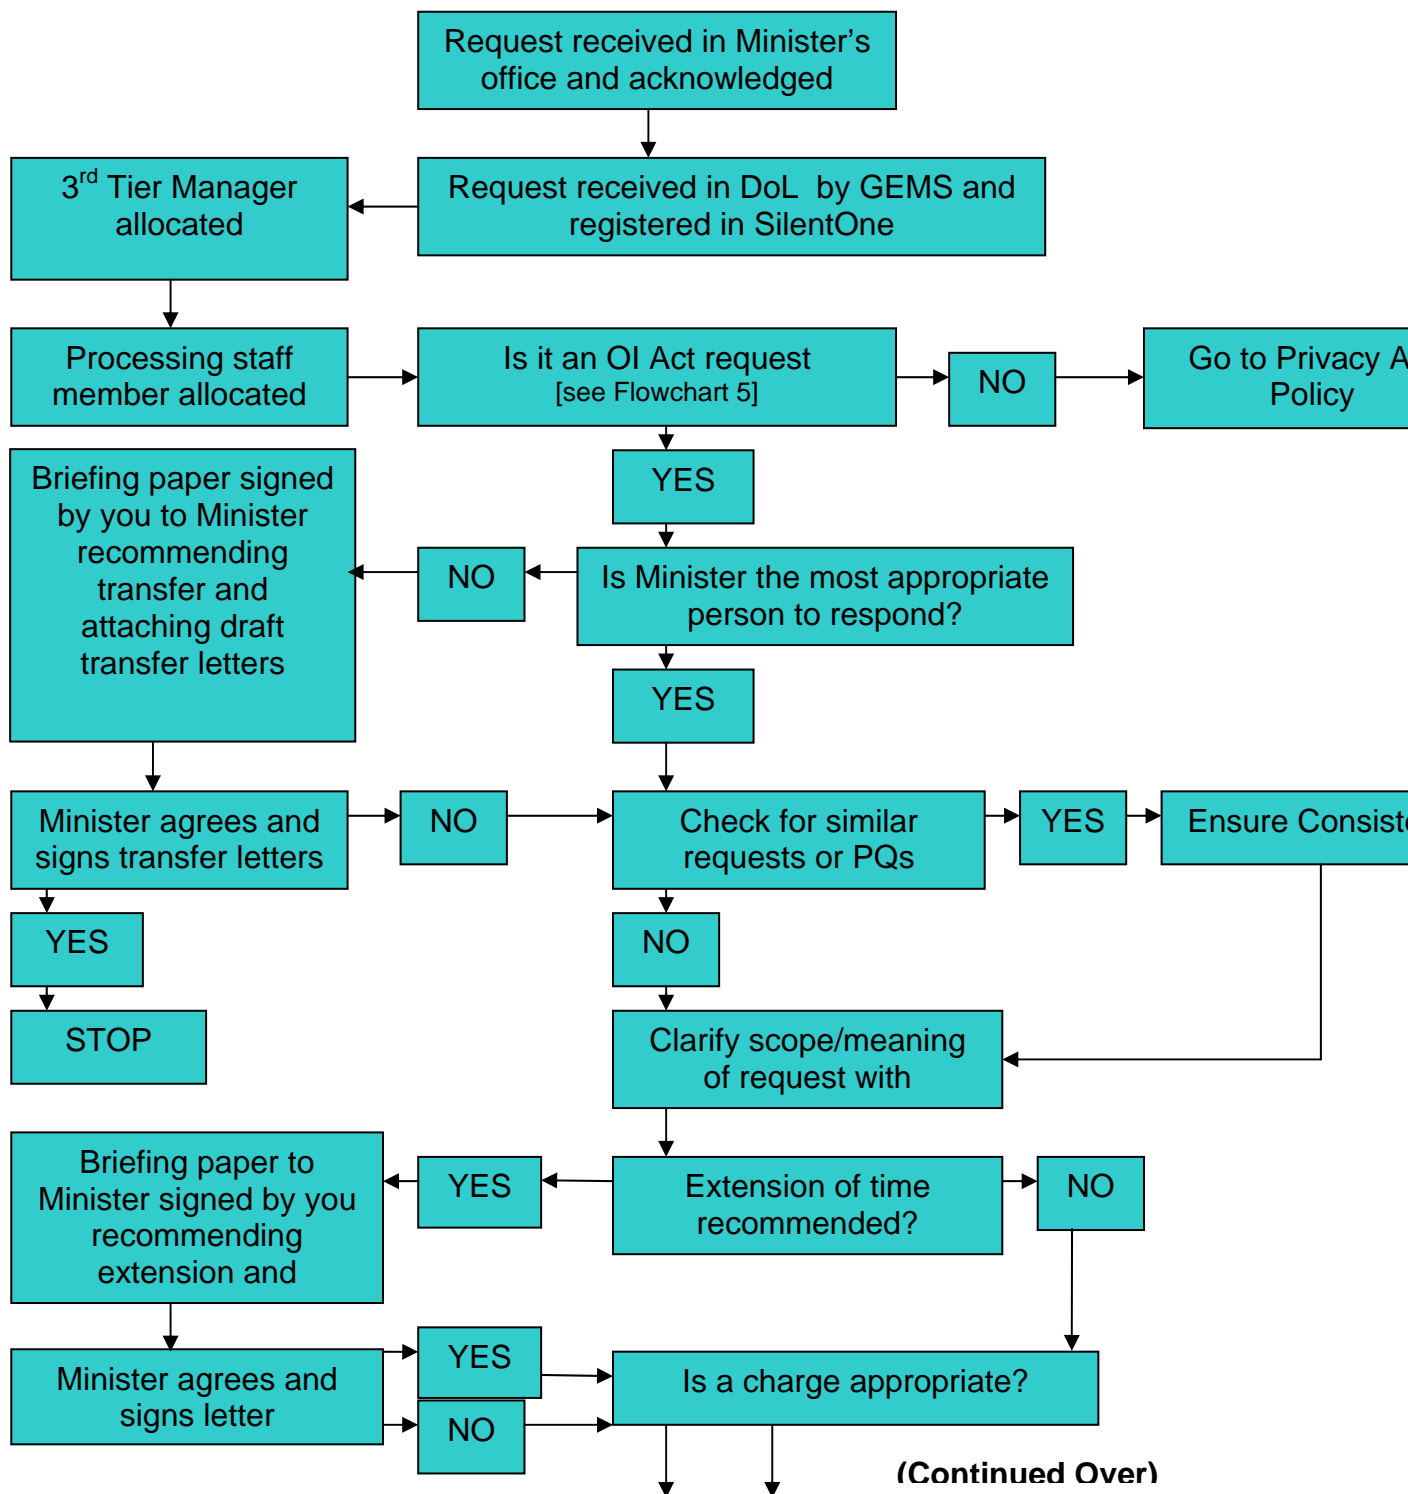 Request received in Minister's
office and acknowledged
3rd Tier Manager
allocated
Request received in DoL by GEMS and
registered in SilentOne
Processing staff
member allocated
Is it an OI Act request
[see Flowchart 5]
NO
Go to Privacy A
Policy
YES
Briefing paper signed
by you to Minister
recommending
transfer and
attaching draft
transfer letters
NO
Is Minister the most appropriate
person to respond?
YES
Minister agrees and
signs transfer letters
NO
Check for similar
requests or PQs
YES
Ensure Consiste
YES
NO
STOP
Clarify scope/meaning
of request with
Briefing paper to
Minister signed by you
recommending
extension and
YES
Extension of time
recommended?
NO
Minister agrees and
signs letter
YES
NO
Is a charge appropriate?
(Continued Over)